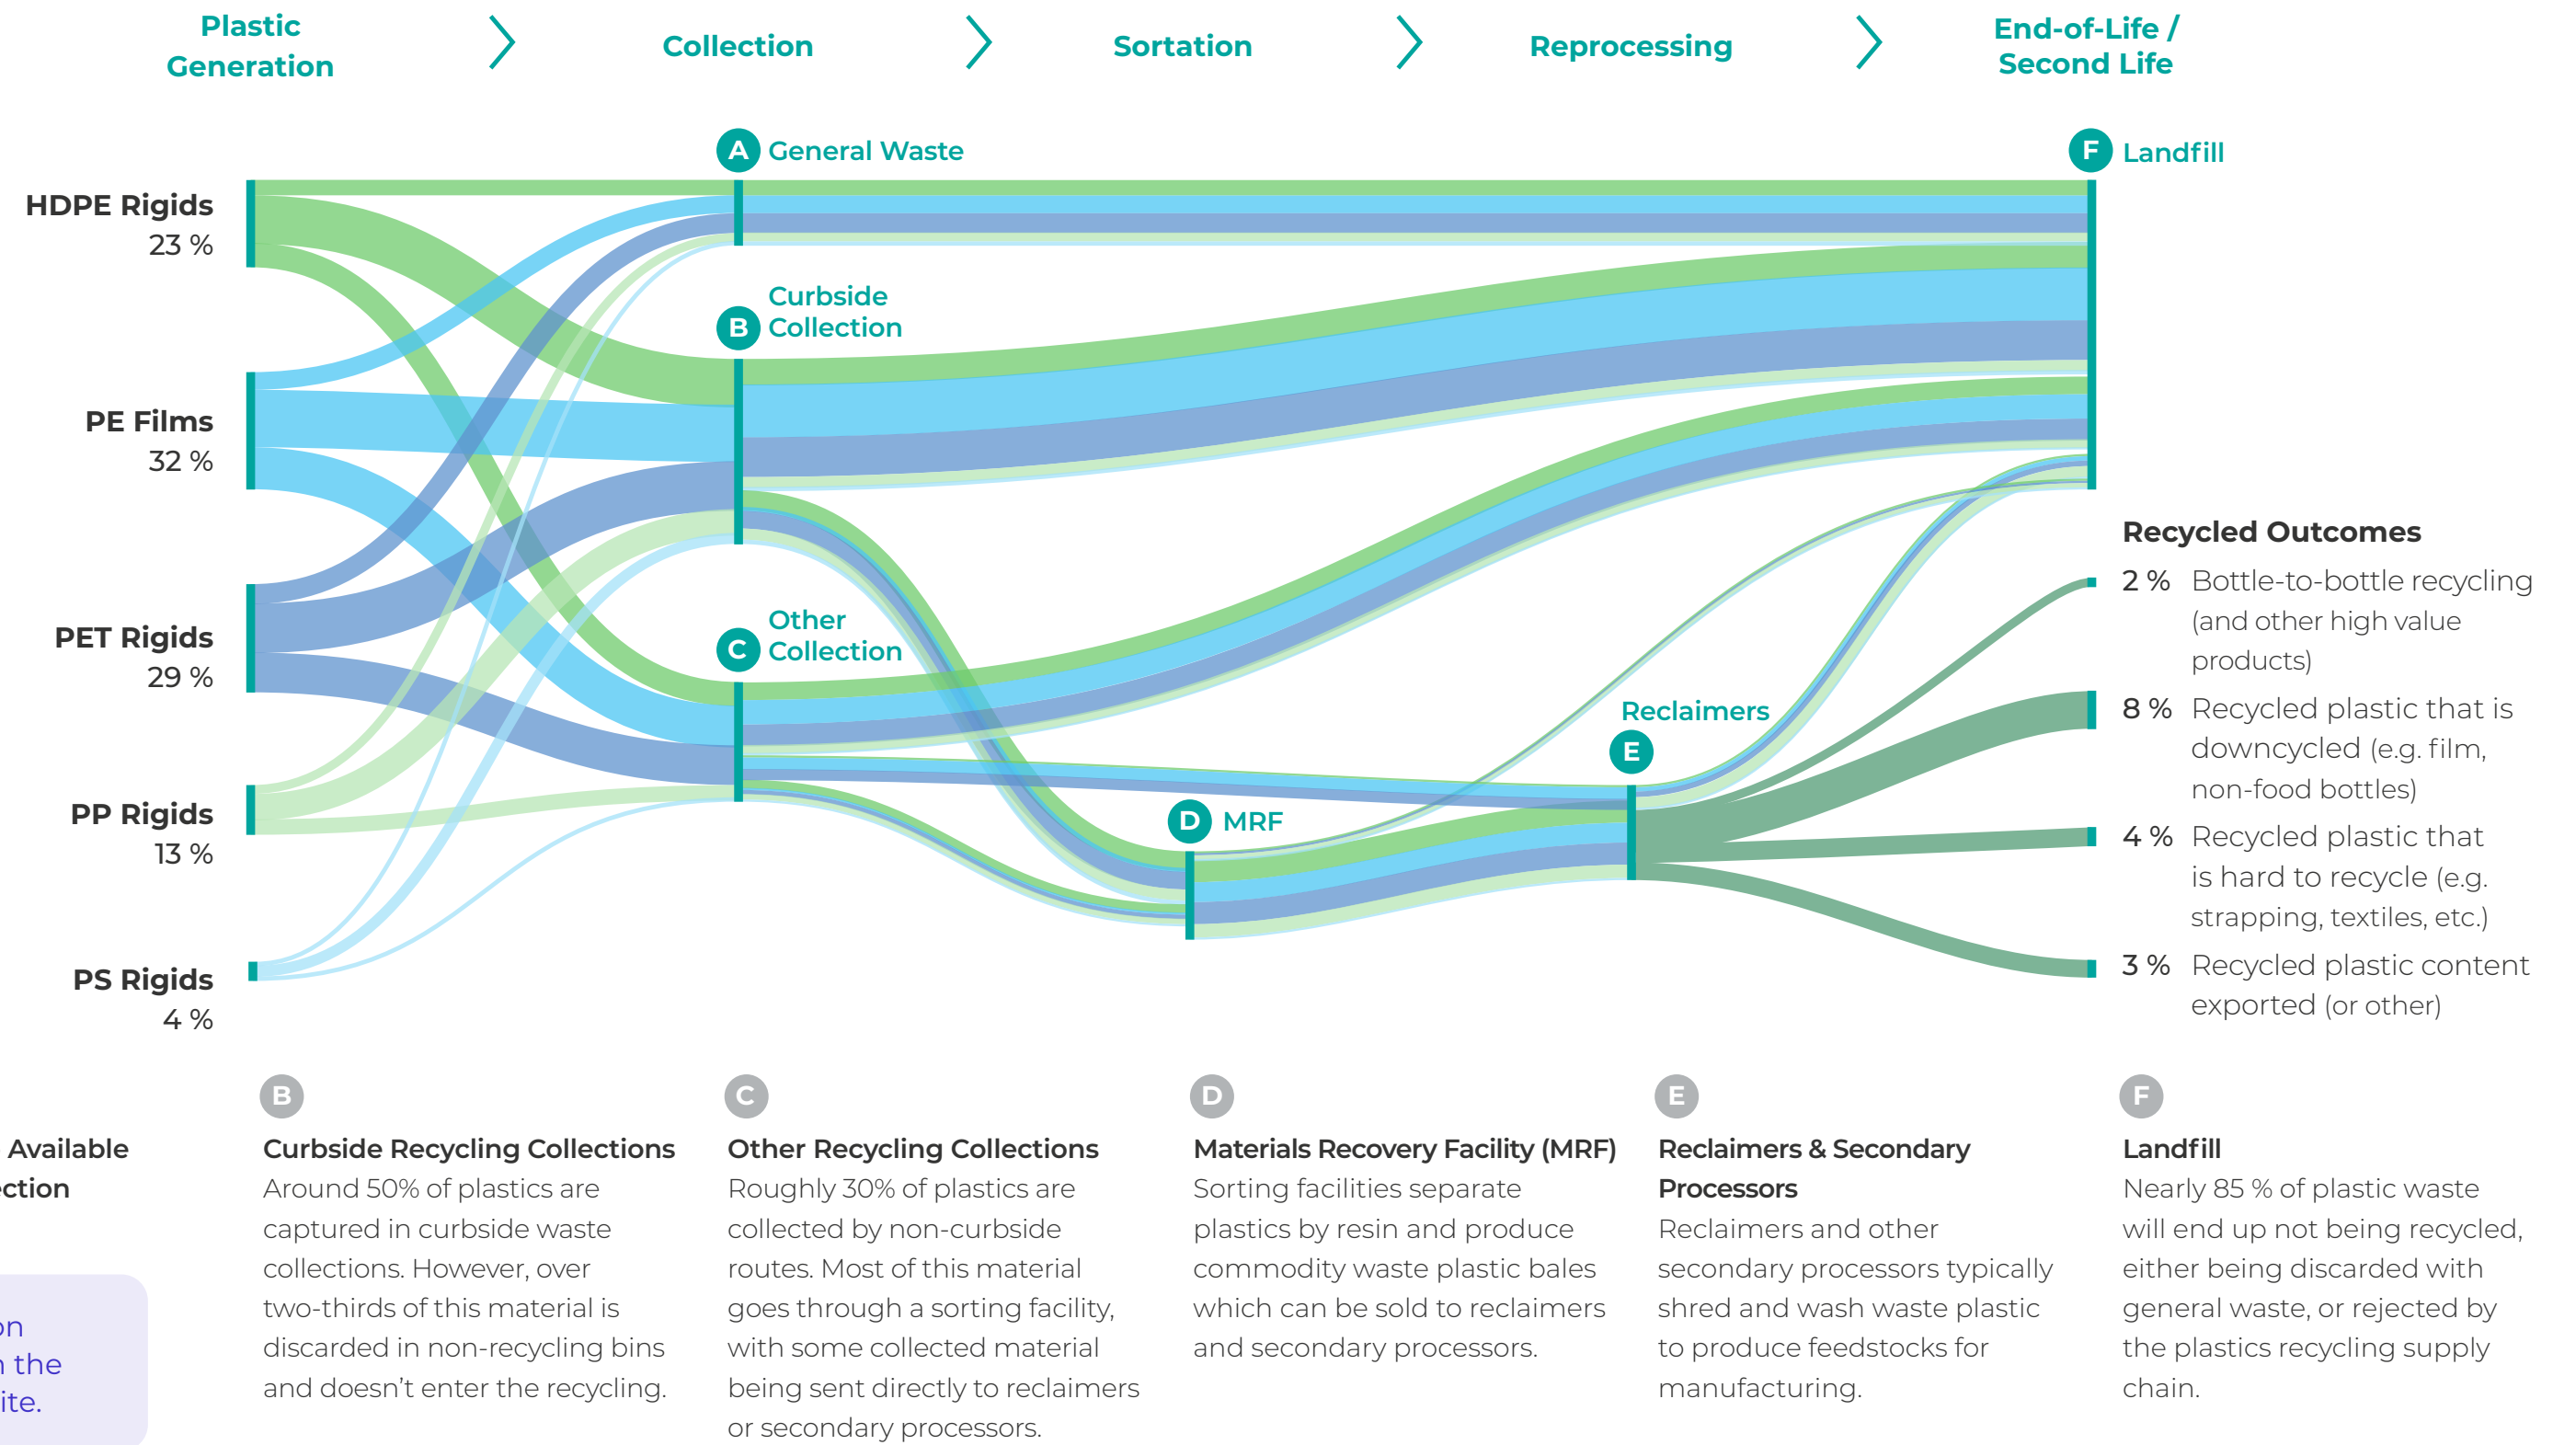 Plastic
Generation
Collection
Sortation
Reprocessing
End-of-Life /
Second Life
A General Waste
F Landfill
HDPE Rigids
23 %
B Curbside
Collection
PE Films
32 %
PET Rigids
29 %
C Other
Collection
PP Rigids
13 %
D MRF
Reclaimers
E
PS Rigids
4 %
Recycled Outcomes
2 % Bottle-to-bottle recycling
(and other high value
products)
8 % Recycled plastic that is
downcycled (e.g. film,
non-food bottles)
4 % Recycled plastic that
is hard to recycle (e.g.
strapping, textiles, etc.)
3 % Recycled plastic content
exported (or other)
Available
ction
on
n the
ite.
B
Curbside Recycling Collections
Around 50% of plastics are
captured in curbside waste
collections. However, over
two-thirds of this material is
discarded in non-recycling bins
and doesn't enter the recycling.
C
Other Recycling Collections
Roughly 30% of plastics are
collected by non-curbside
routes. Most of this material
goes through a sorting facility,
with some collected material
being sent directly to reclaimers
or secondary processors.
D
Materials Recovery Facility (MRF)
Sorting facilities separate
plastics by resin and produce
commodity waste plastic bales
which can be sold to reclaimers
and secondary processors.
E
Reclaimers & Secondary
Processors
Reclaimers and other
secondary processors typically
shred and wash waste plastic
to produce feedstocks for
manufacturing.
F
Landfill
Nearly 85 % of plastic waste
will end up not being recycled,
either being discarded with
general waste, or rejected by
the plastics recycling supply
chain.